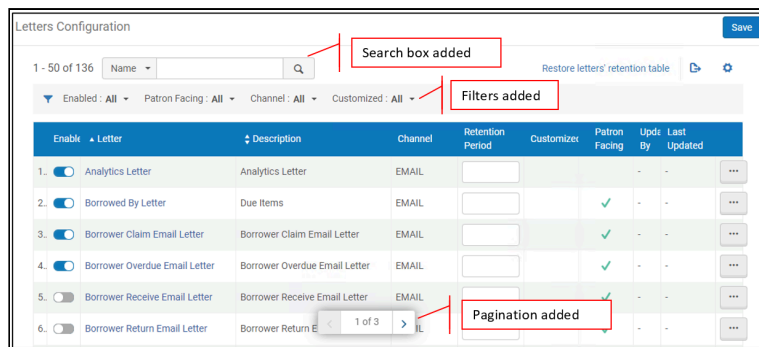 Letters Configuration
Save
Search box added
1 - 50 of 136 Name
Restore letters' retention table
Enabled : All Patron Facing : All Channel : All Customized : All
Filters added
Enable Letter Description Channel Retention Period Customized Patron Facing Upda By Last Updated
1.. Analytics Letter Analytics Letter EMAIL - - ...
2.. Borrowed By Letter Due Items EMAIL - - ...
3.. Borrower Claim Email Letter Borrower Claim Email Letter EMAIL - - ...
4.. Borrower Overdue Email Letter Borrower Overdue Email Letter EMAIL - - ...
5.. Borrower Receive Email Letter Borrower Receive Email Letter EMAIL - - ...
1 of 3
Pagination added
6.. Borrower Return Email Letter Borrower Return E IL - - ...